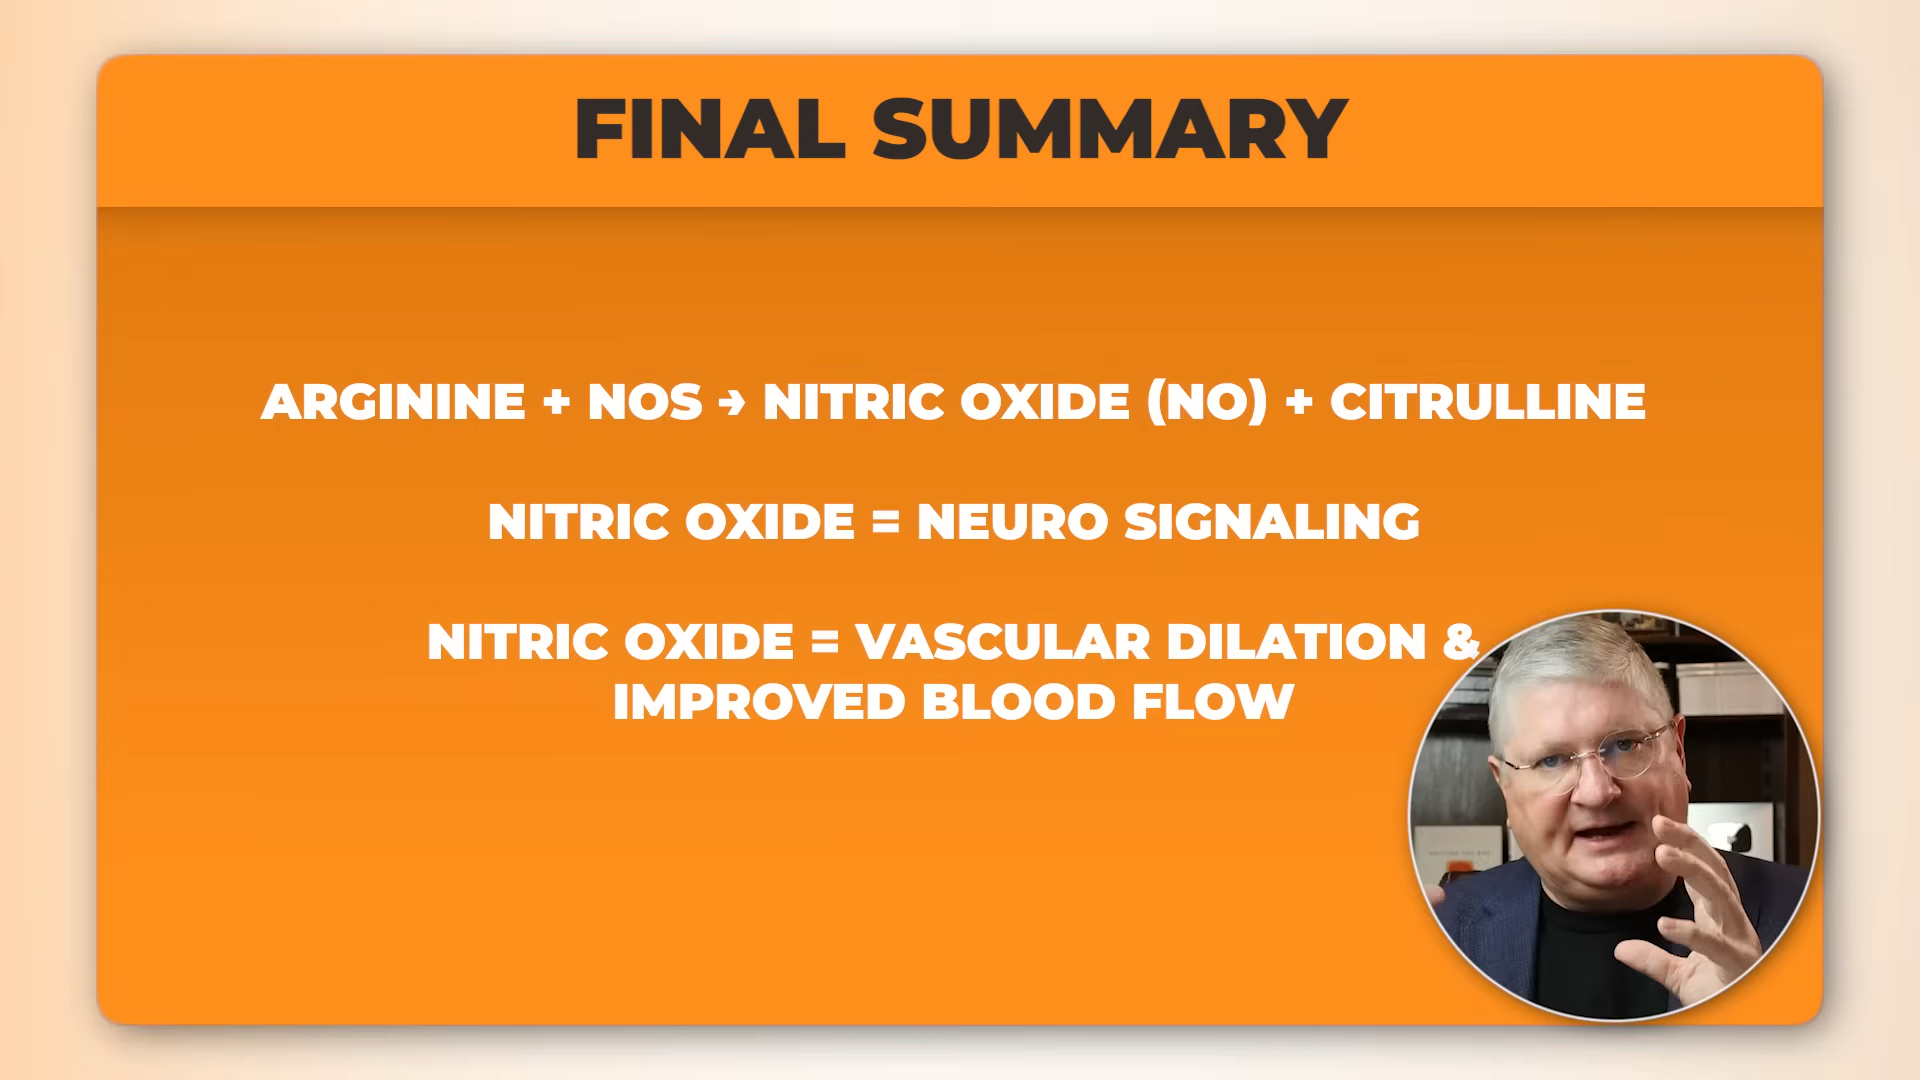 FINAL SUMMARY
ARGININE + NOS → NITRIC OXIDE (NO) + CITRULLINE
NITRIC OXIDE = NEURO SIGNALING
NITRIC OXIDE = VASCULAR DILATION &
IMPROVED BLOOD FLOW